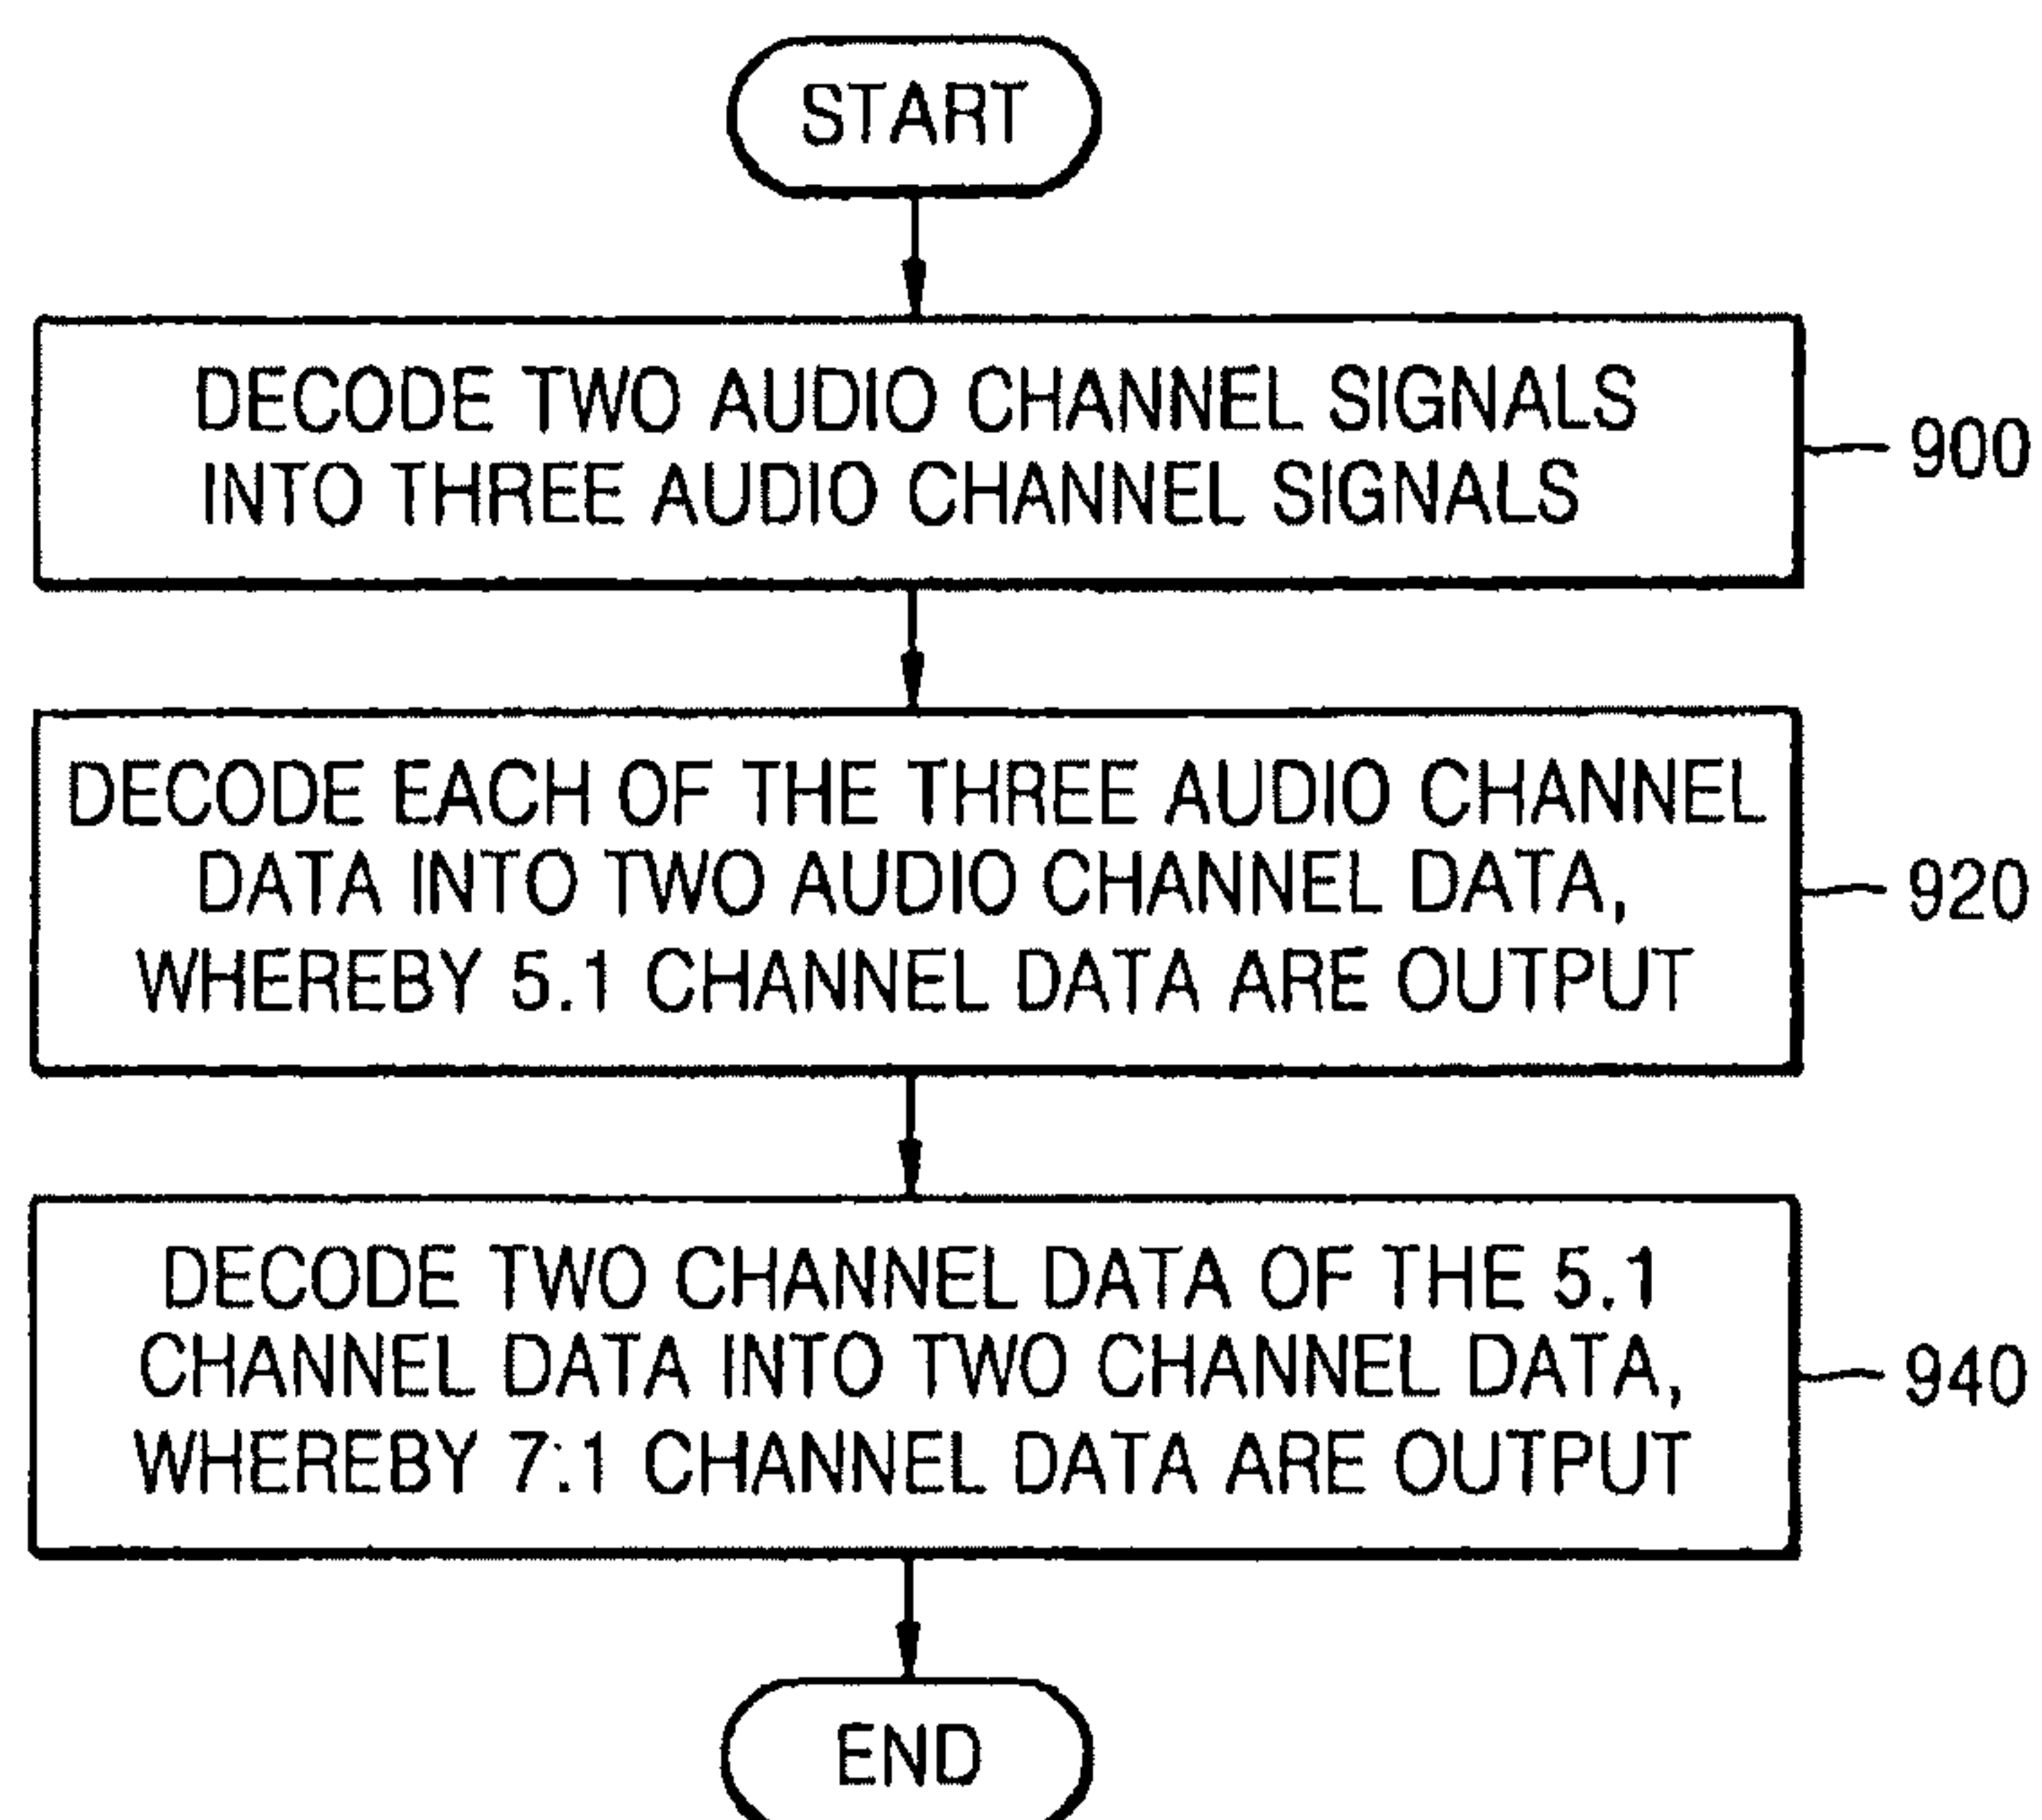 START
DECODE TWO AUDIO CHANNEL SIGNALS
INTO THREE AUDIO CHANNEL SIGNALS
900
DECODE EACH OF THE THREE AUDIO CHANNEL
DATA INTO TWO AUDIO CHANNEL DATA,
WHEREBY 5.1 CHANNEL DATA ARE OUTPUT
920
DECODE TWO CHANNEL DATA OF THE 5.1
CHANNEL DATA INTO TWO CHANNEL DATA,
WHEREBY 7.1 CHANNEL DATA ARE OUTPUT
940
END